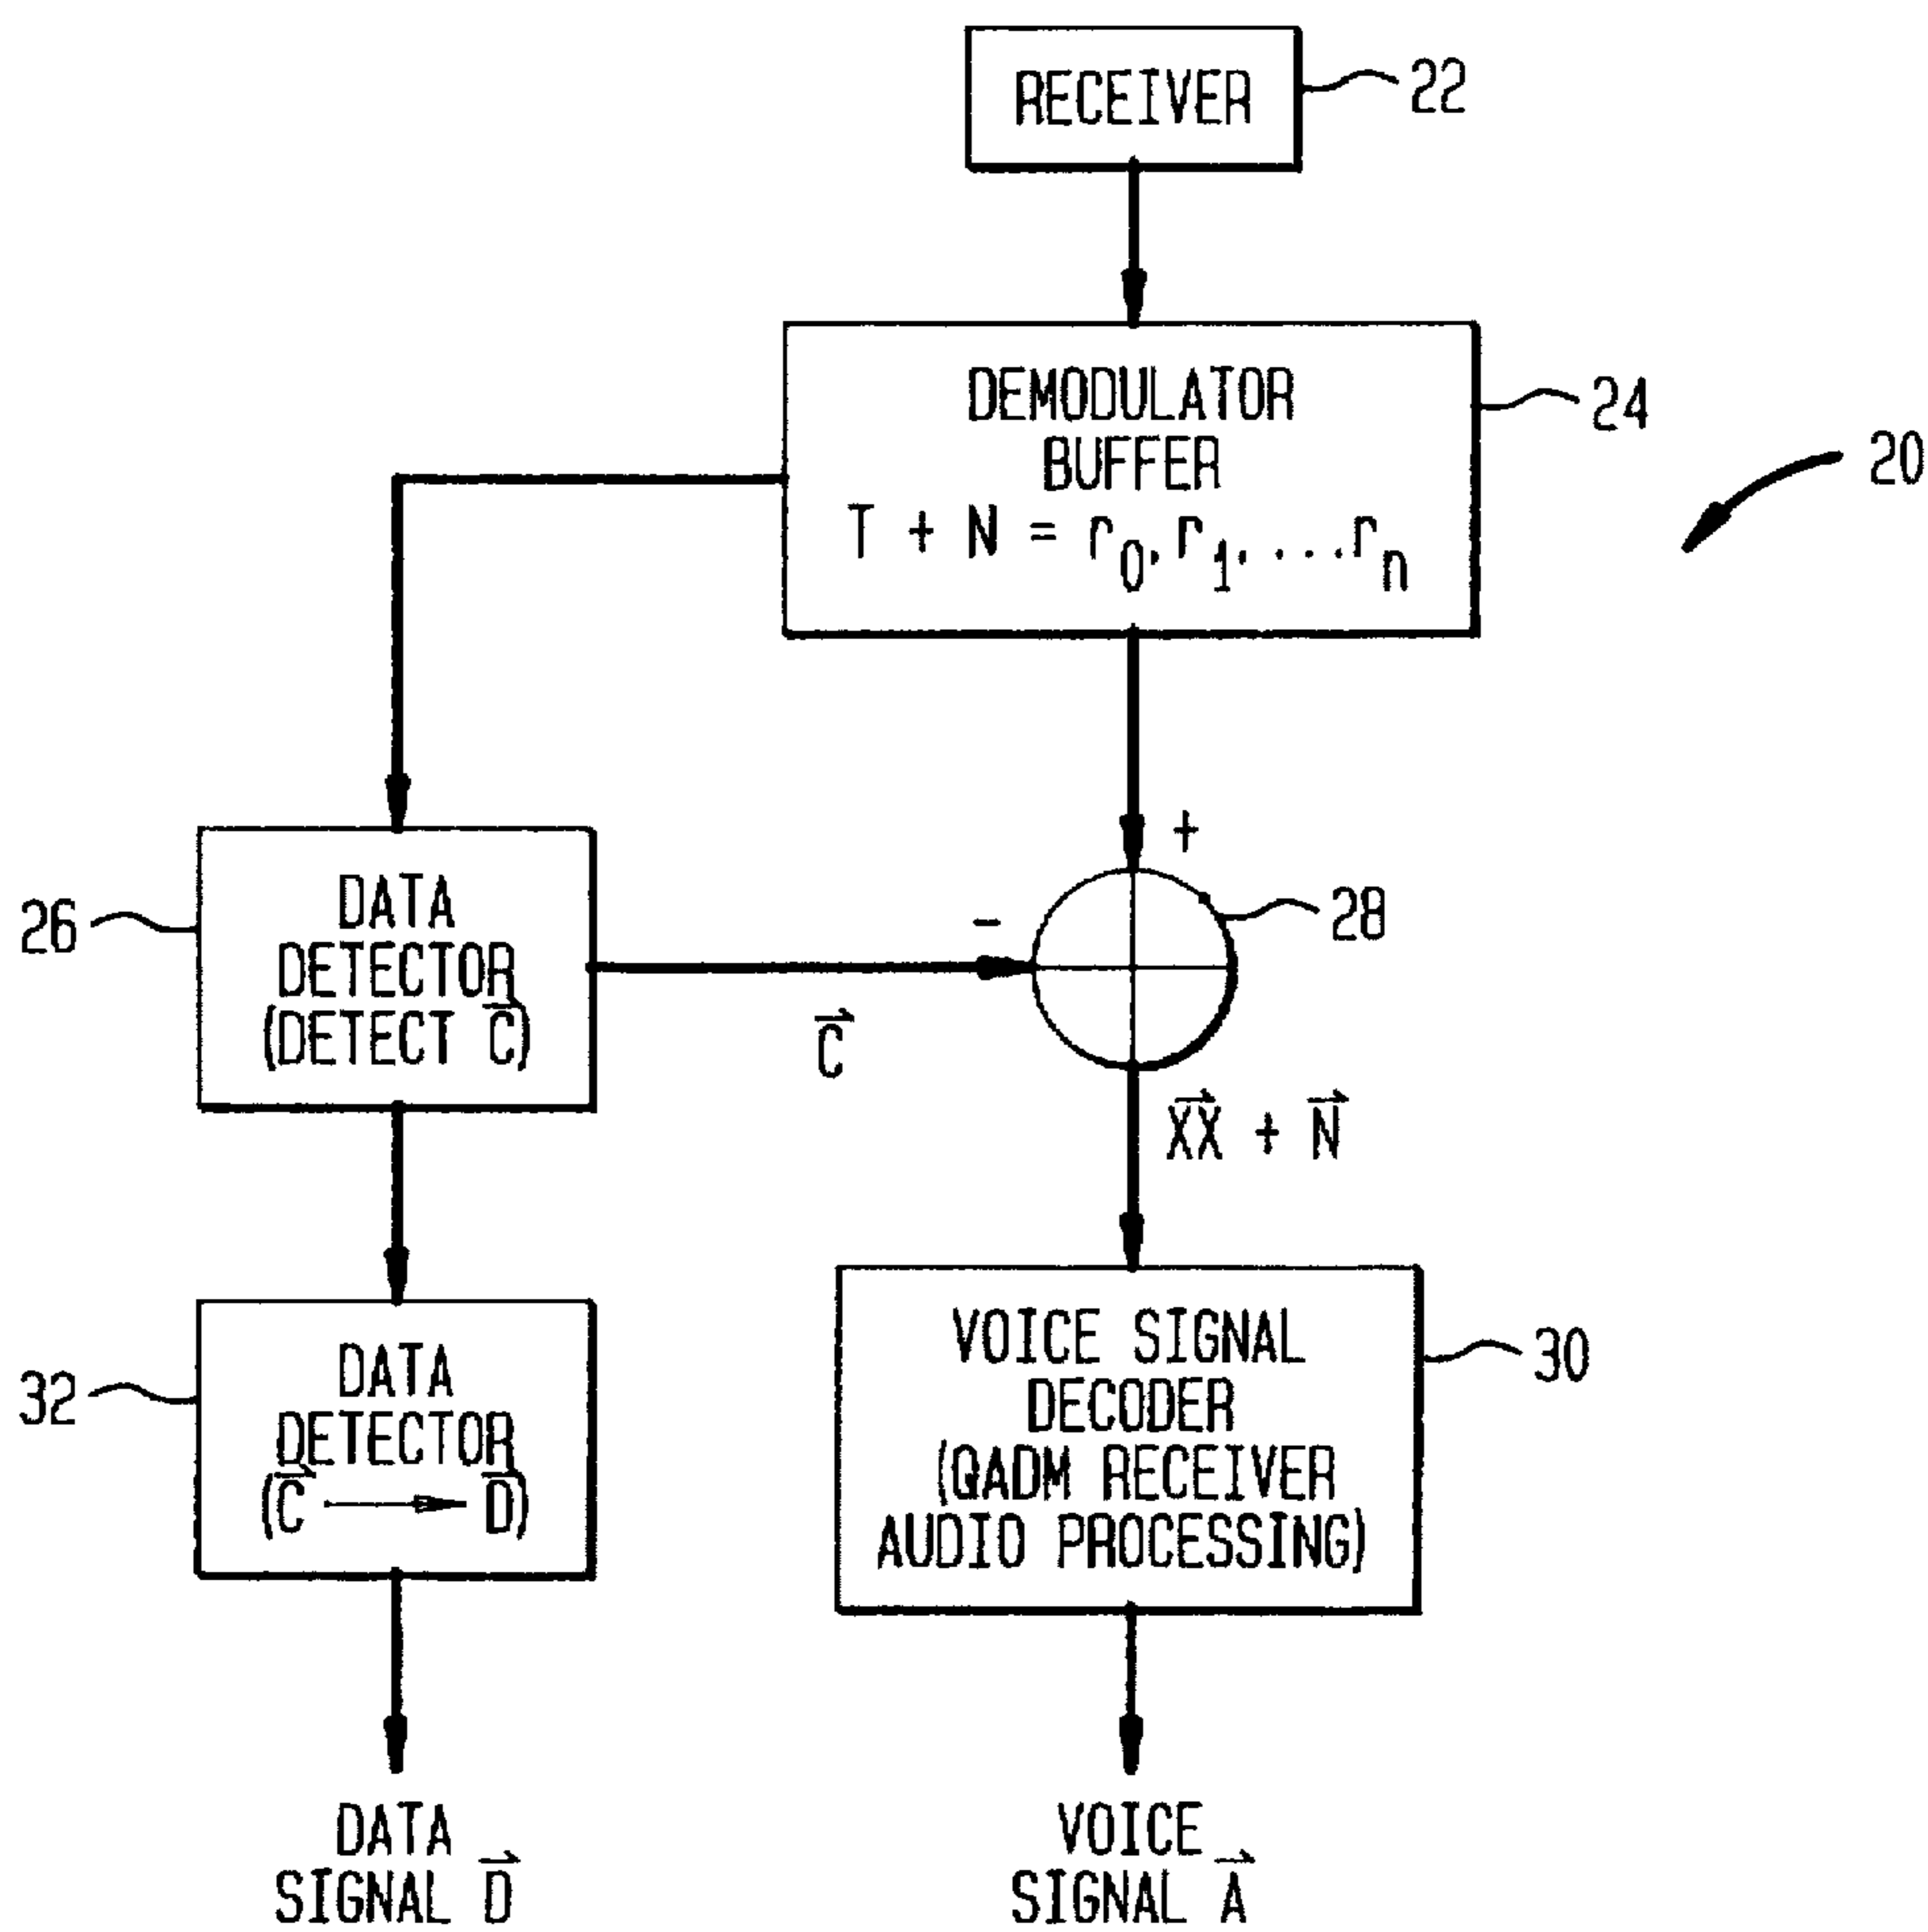 RECEIVER
22
DEMODULATOR
BUFFER
T + N = r₀, r₁, ...rₙ
24
20
+
-
28
26
DATA
DETECTOR
(DETECT C⃗)
C⃗
X⃗X⃗ + N⃗
32
DATA
DETECTOR
(C⃗ → D⃗)
VOICE SIGNAL
DECODER
(QADM RECEIVER
AUDIO PROCESSING)
30
DATA
SIGNAL D⃗
VOICE
SIGNAL A⃗